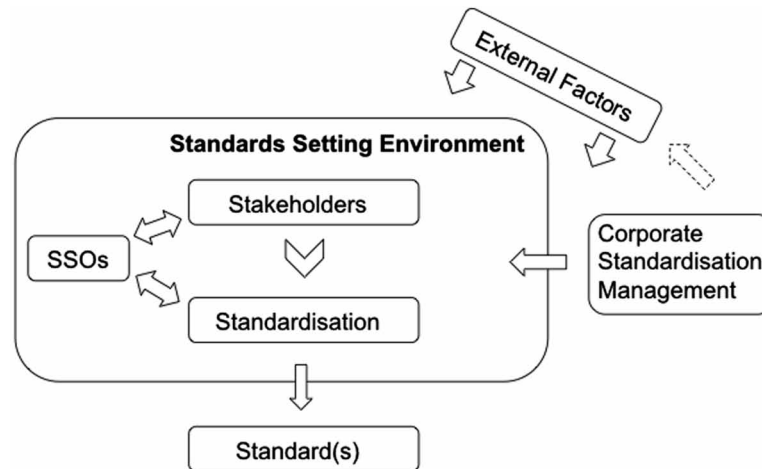 External Factors
Standards Setting Environment
Stakeholders
SSOs
Corporate
Standardisation
Management
Standardisation
Standard(s)